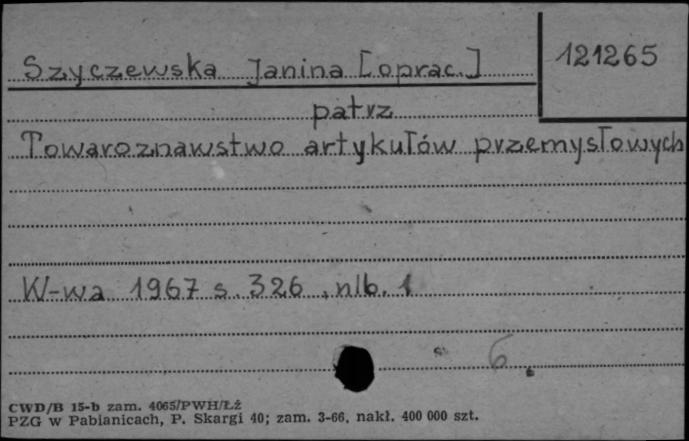 Szyczewska Janina [oprac.]
121265
patrz
Towaroznawstwo artykułów przemysłowych
W-wa 1967 s. 326, nlb. 1
6.
CWD/B 15-b zam. 4065/PWH/Łż
PZG w Pabianicach, P. Skargi 40; zam. 3-66, nakł. 400 000 szt.